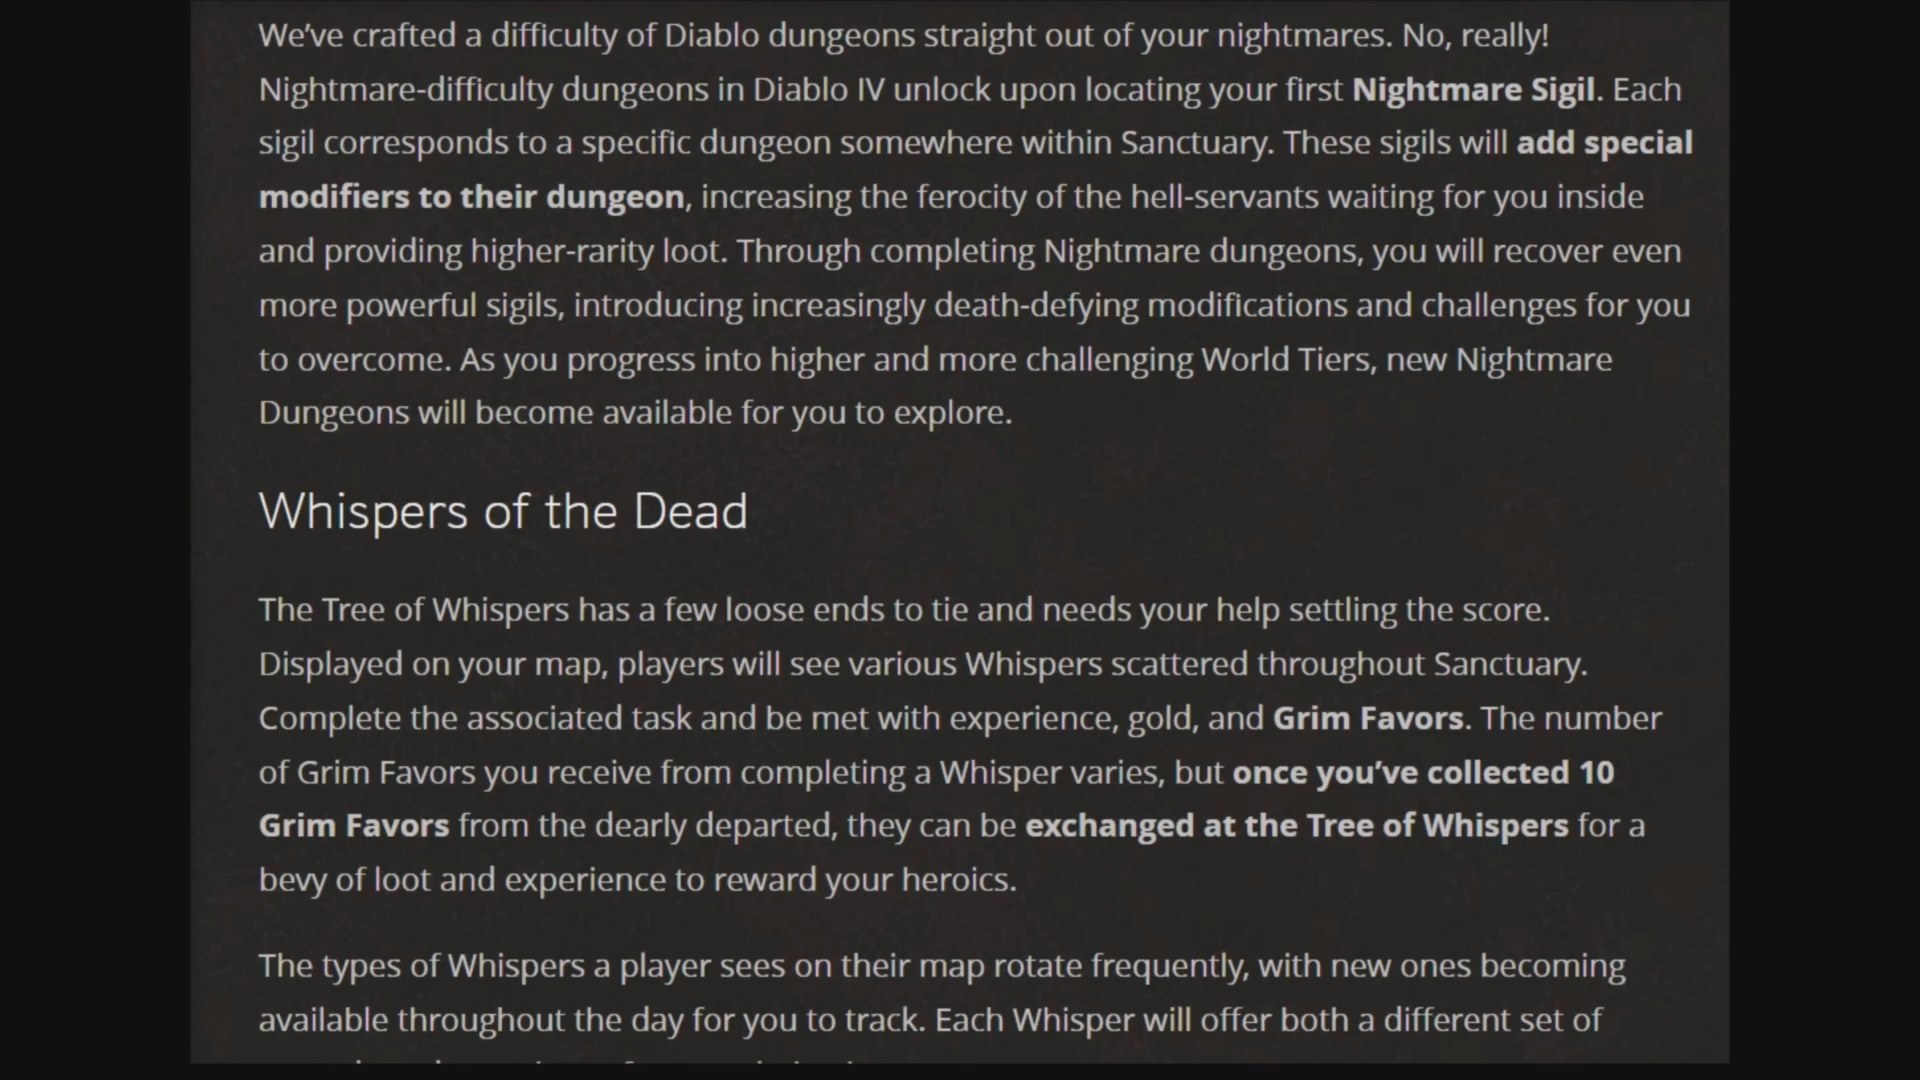 We’ve crafted a difficulty of Diablo dungeons straight out of your nightmares. No, really!
Nightmare-difficulty dungeons in Diablo IV unlock upon locating your first Nightmare Sigil. Each
sigil corresponds to a specific dungeon somewhere within Sanctuary. These sigils will add special
modifiers to their dungeon, increasing the ferocity of the hell-servants waiting for you inside
and providing higher-rarity loot. Through completing Nightmare dungeons, you will recover even
more powerful sigils, introducing increasingly death-defying modifications and challenges for you
to overcome. As you progress into higher and more challenging World Tiers, new Nightmare
Dungeons will become available for you to explore.
Whispers of the Dead
The Tree of Whispers has a few loose ends to tie and needs your help settling the score.
Displayed on your map, players will see various Whispers scattered throughout Sanctuary.
Complete the associated task and be met with experience, gold, and Grim Favors. The number
of Grim Favors you receive from completing a Whisper varies, but once you’ve collected 10
Grim Favors from the dearly departed, they can be exchanged at the Tree of Whispers for a
bevy of loot and experience to reward your heroics.
The types of Whispers a player sees on their map rotate frequently, with new ones becoming
available throughout the day for you to track. Each Whisper will offer both a different set of